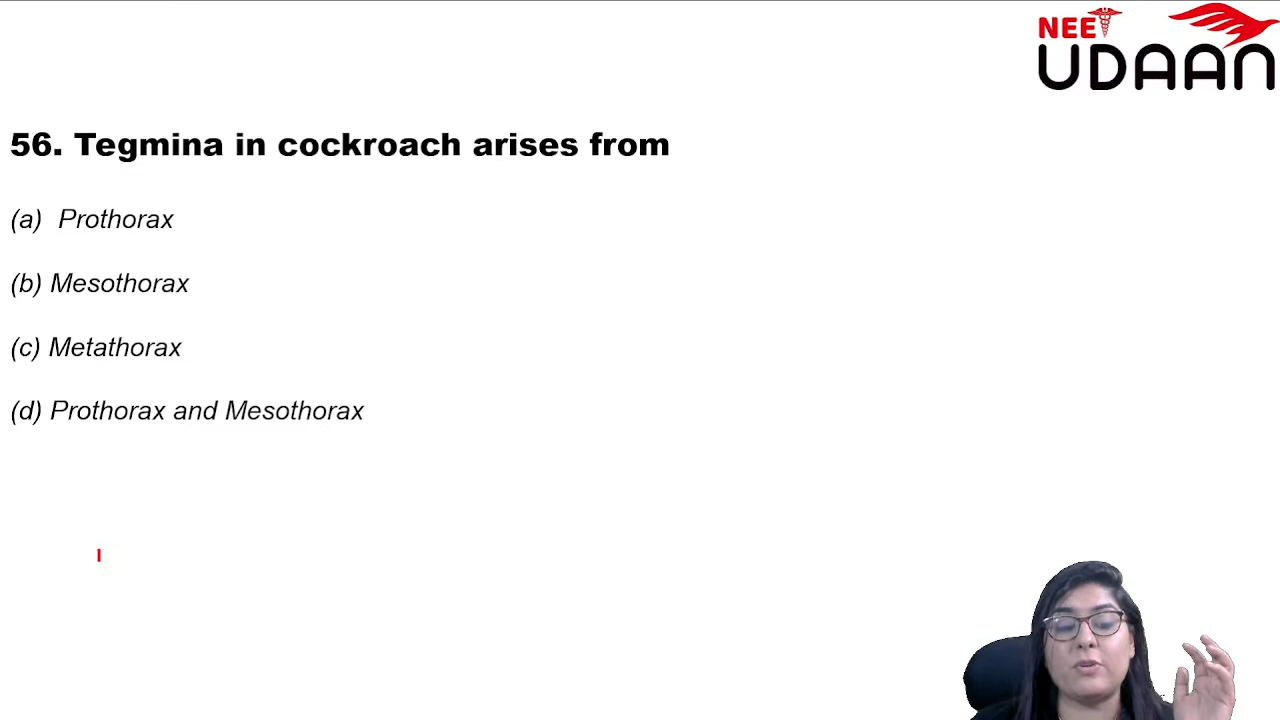 NEET
UDAAN
56. Tegmina in cockroach arises from
(a) Prothorax
(b) Mesothorax
(c) Metathorax
(d) Prothorax and Mesothorax